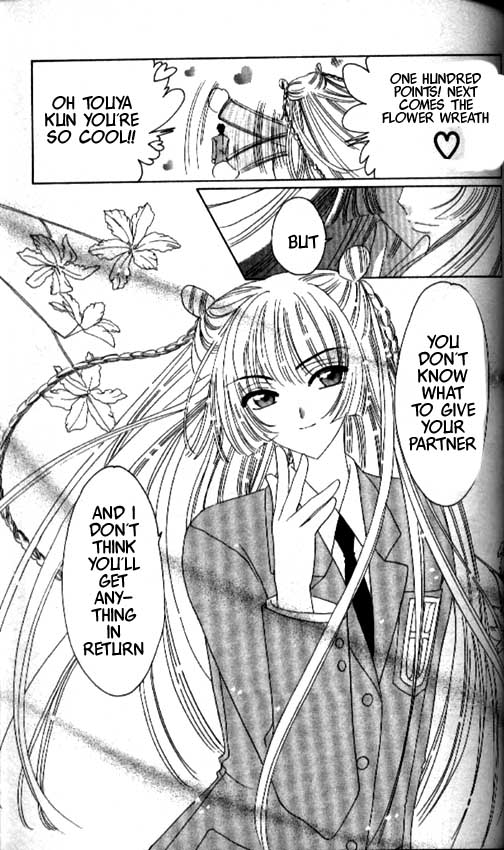 ONE HUNDRED
POINTS! NEXT
COMES THE
FLOWER WREATH
♡
OH TOUYA
KUN YOU'RE
SO COOL!!
BUT
YOU
DON'T
KNOW
WHAT
TO GIVE
YOUR
PARTNER
AND I
DON'T
THINK
YOU'LL
GET
ANY-
THING
IN
RETURN